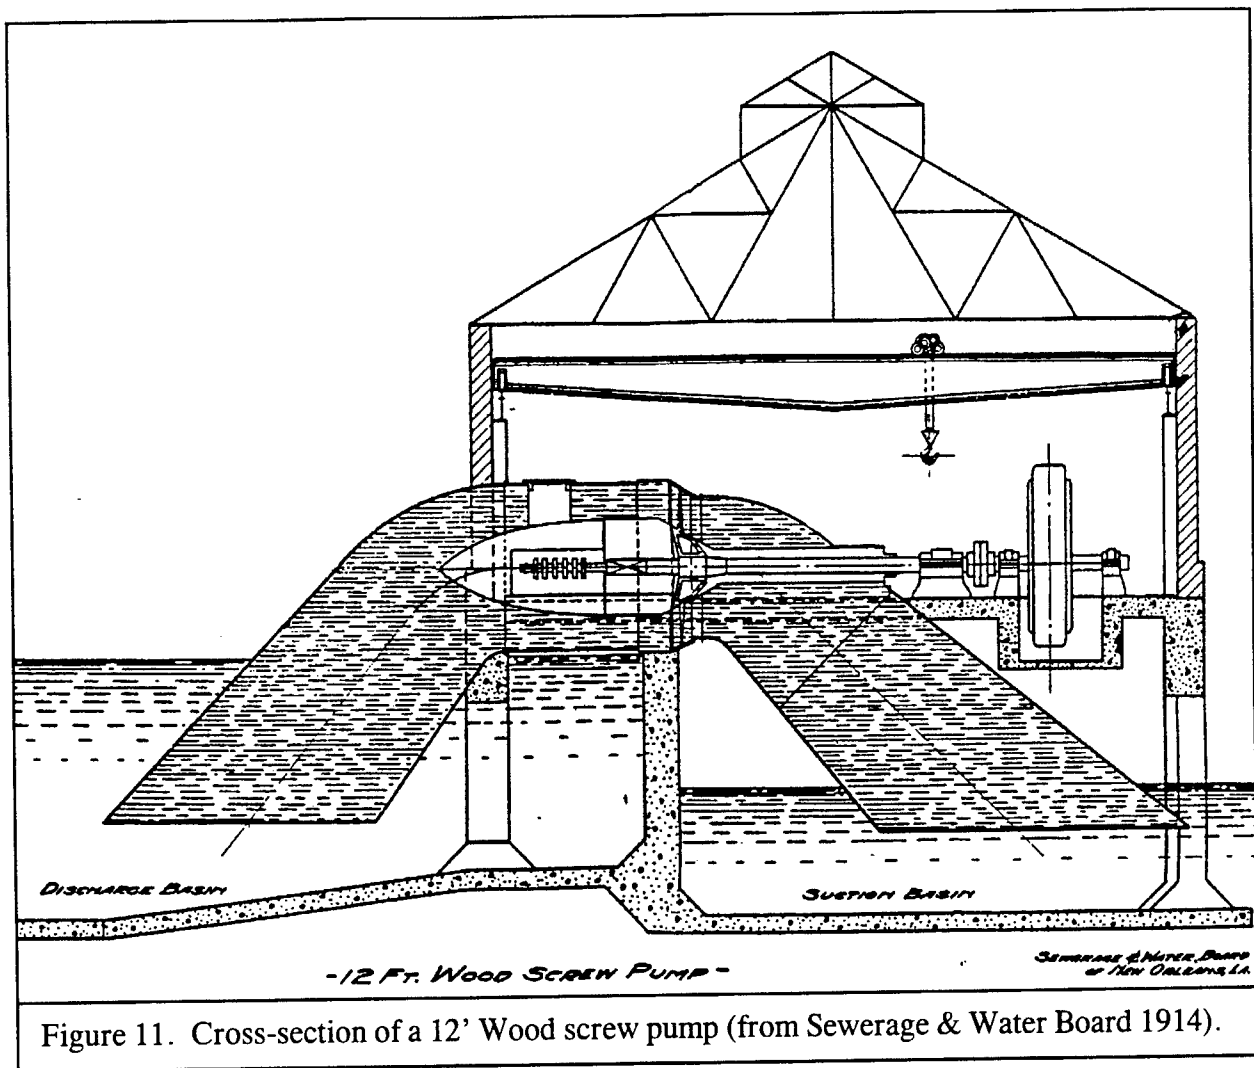 DISCHARGE BASIN
SUCTION BASIN
-12 FT. WOOD SCREW PUMP-
SEWERAGE & WATER BOARD
OF NEW ORLEANS, LA.
Figure 11. Cross-section of a 12' Wood screw pump (from Sewerage & Water Board 1914).